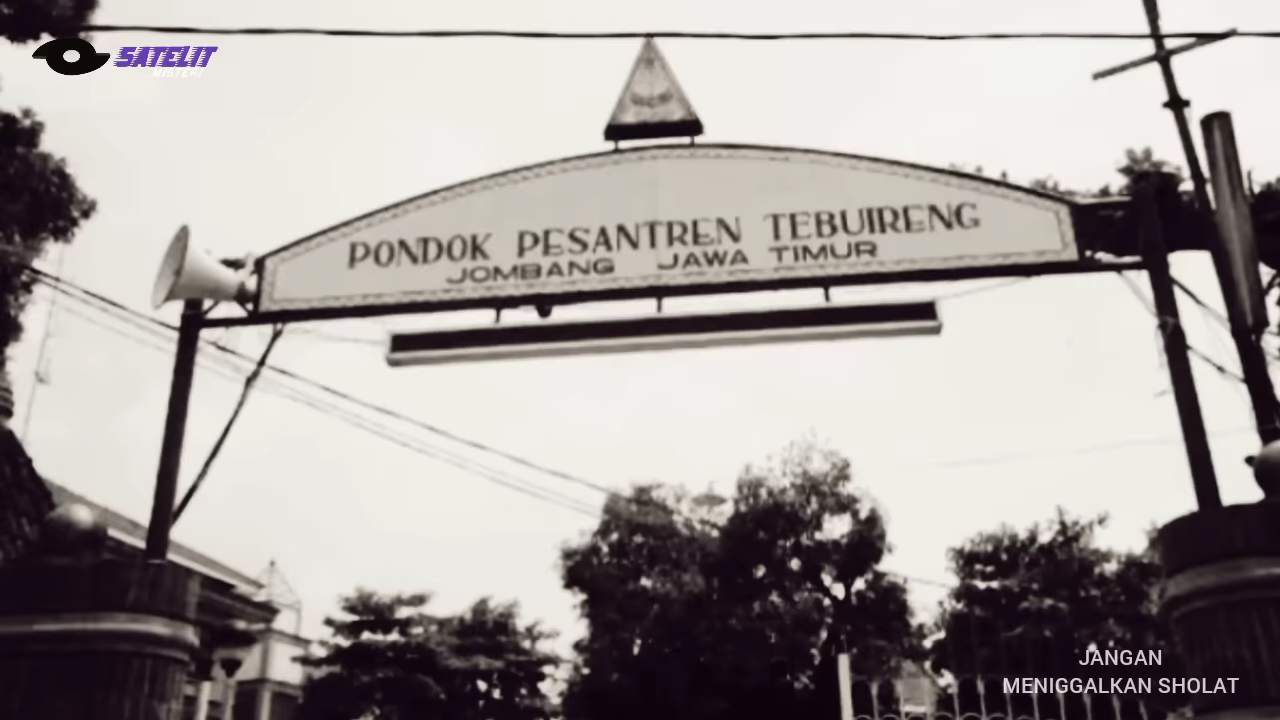 SATELIT
MISTERI
PONDOK PESANTREN TEBUIRENG
JOMBANG JAWA TIMUR
JANGAN
MENIGGALKAN SHOLAT